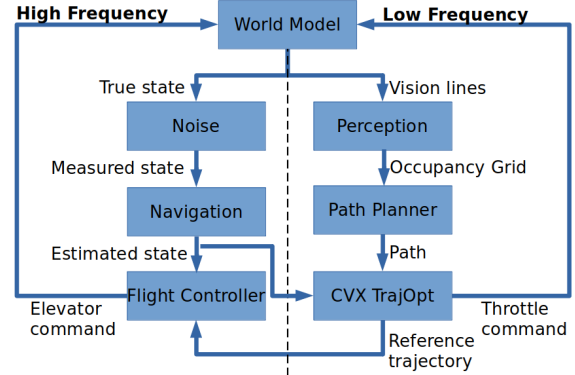 High Frequency
World Model
Low Frequency
True state
Vision lines
Noise
Perception
Measured state
Occupancy Grid
Navigation
Path Planner
Estimated state
Path
Flight Controller
CVX TrajOpt
Elevator
command
Throttle
command
Reference
trajectory